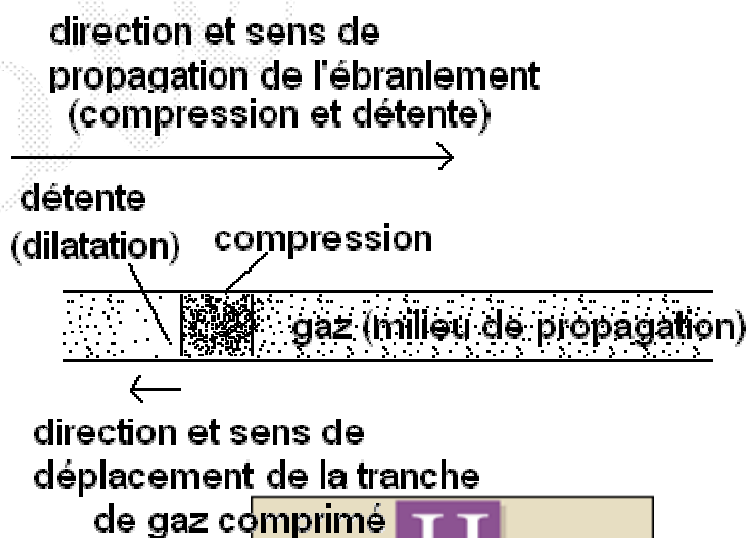 direction et sens de
propagation de l'ébranlement
(compression et détente)
détente
(dilatation)
compression
gaz (milieu de propagation)
direction et sens de
déplacement de la tranche
de gaz comprimé